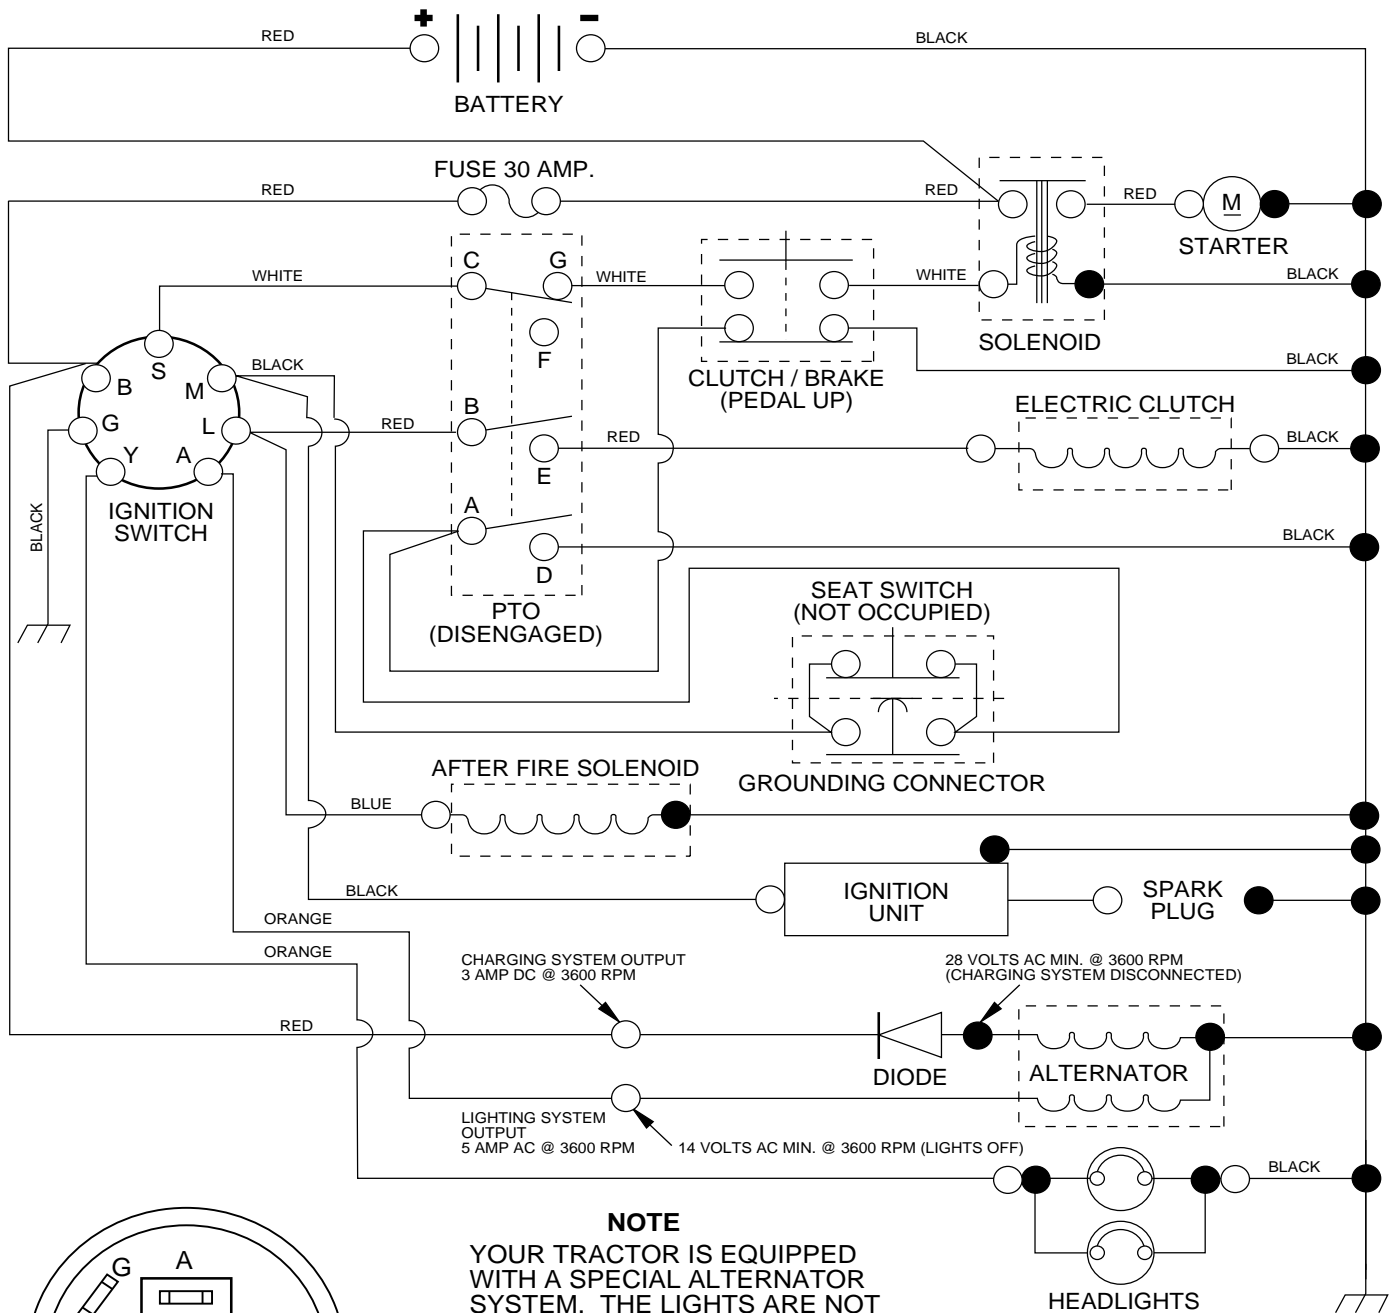 + -
RED
BLACK
BATTERY
FUSE 30 AMP.
RED
RED
RED
M
STARTER
C
G
WHITE
WHITE
WHITE
BLACK
SOLENOID
F
S
B
M
BLACK
BLACK
CLUTCH / BRAKE
(PEDAL UP)
ELECTRIC CLUTCH
G
L
RED
B
RED
BLACK
E
Y
A
IGNITION
SWITCH
BLACK
A
BLACK
D
PTO
(DISENGAGED)
SEAT SWITCH
(NOT OCCUPIED)
GROUNDING CONNECTOR
AFTER FIRE SOLENOID
BLUE
BLACK
IGNITION
UNIT
SPARK
PLUG
ORANGE
ORANGE
CHARGING SYSTEM OUTPUT
3 AMP DC @ 3600 RPM
28 VOLTS AC MIN. @ 3600 RPM
(CHARGING SYSTEM DISCONNECTED)
RED
DIODE
ALTERNATOR
LIGHTING SYSTEM
OUTPUT
5 AMP AC @ 3600 RPM
14 VOLTS AC MIN. @ 3600 RPM (LIGHTS OFF)
BLACK
HEADLIGHTS
NOTE
YOUR TRACTOR IS EQUIPPED
WITH A SPECIAL ALTERNATOR
SYSTEM. THE LIGHTS ARE NOT
G
A